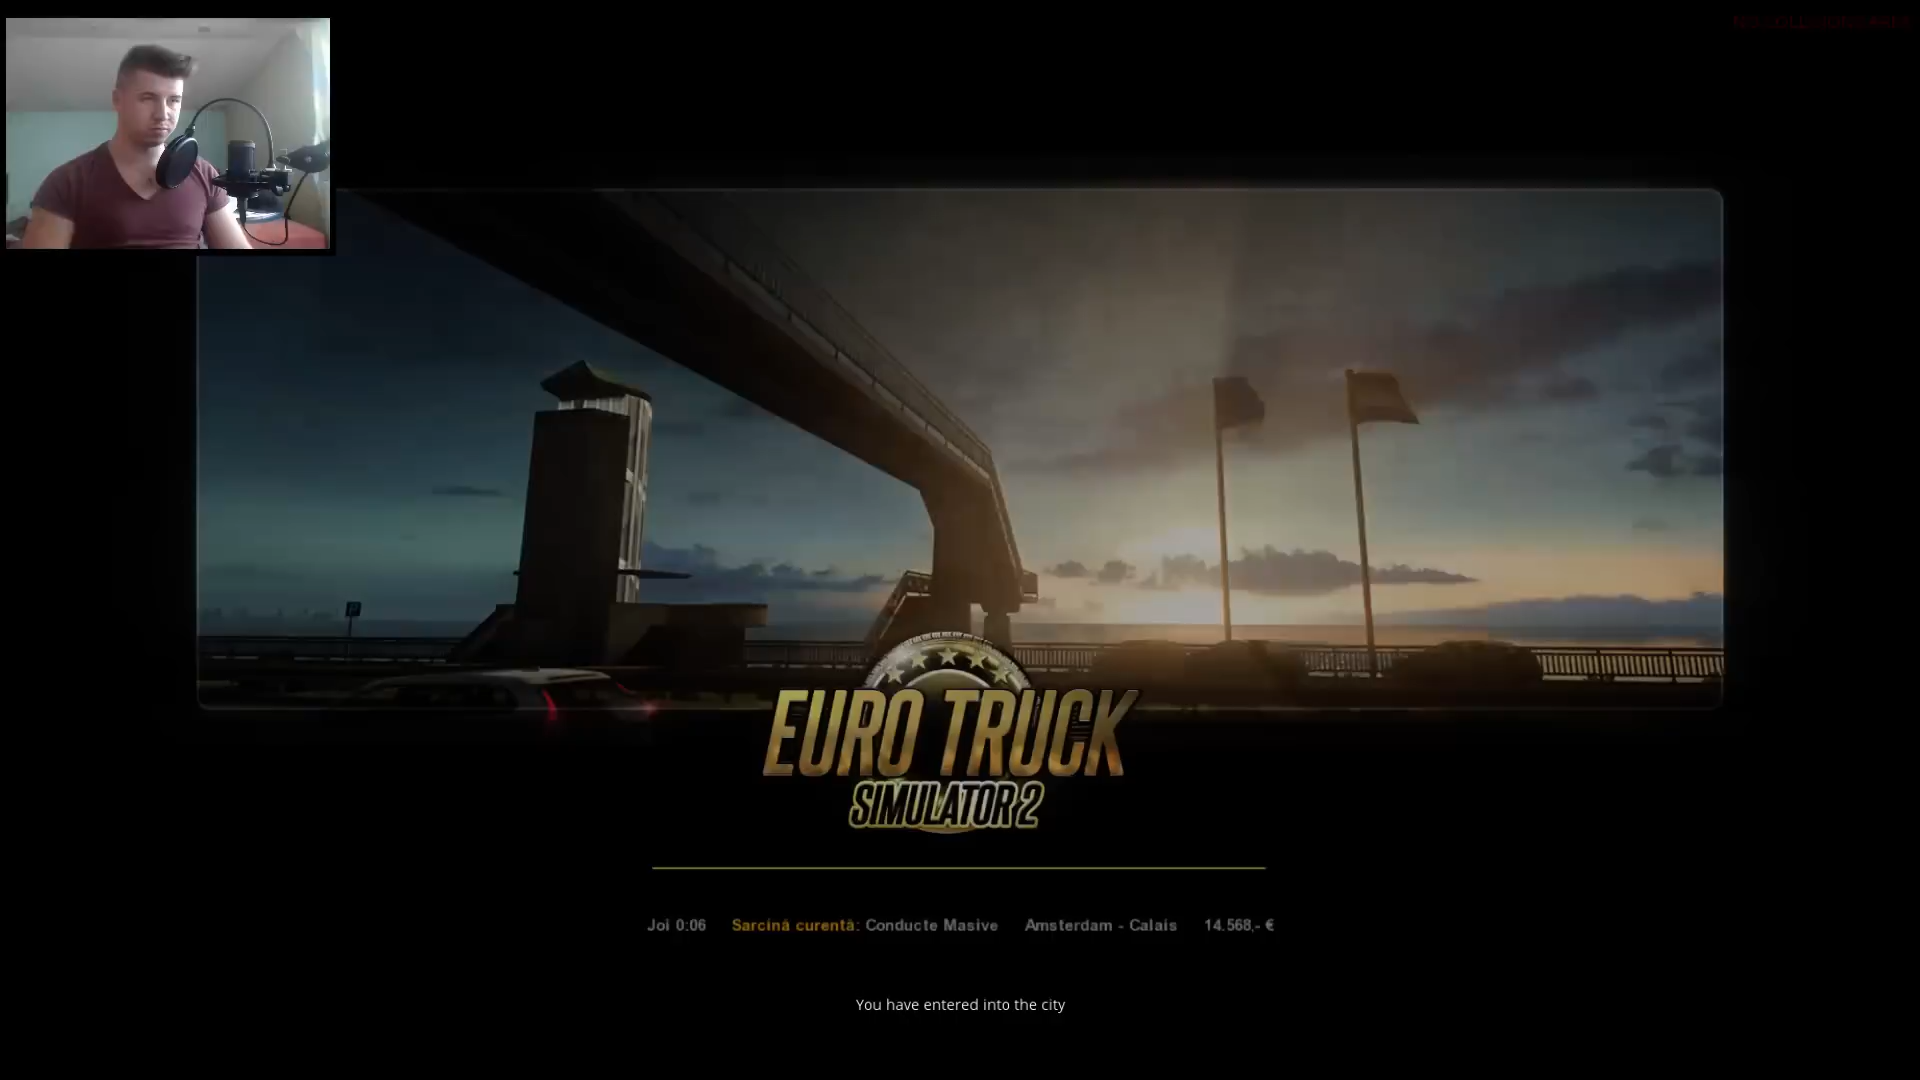 EURO TRUCK
SIMULATOR 2
Joi 0:06 Sarcină curentă: Conducte Masive Amsterdam - Calais 14.568,- €
You have entered into the city